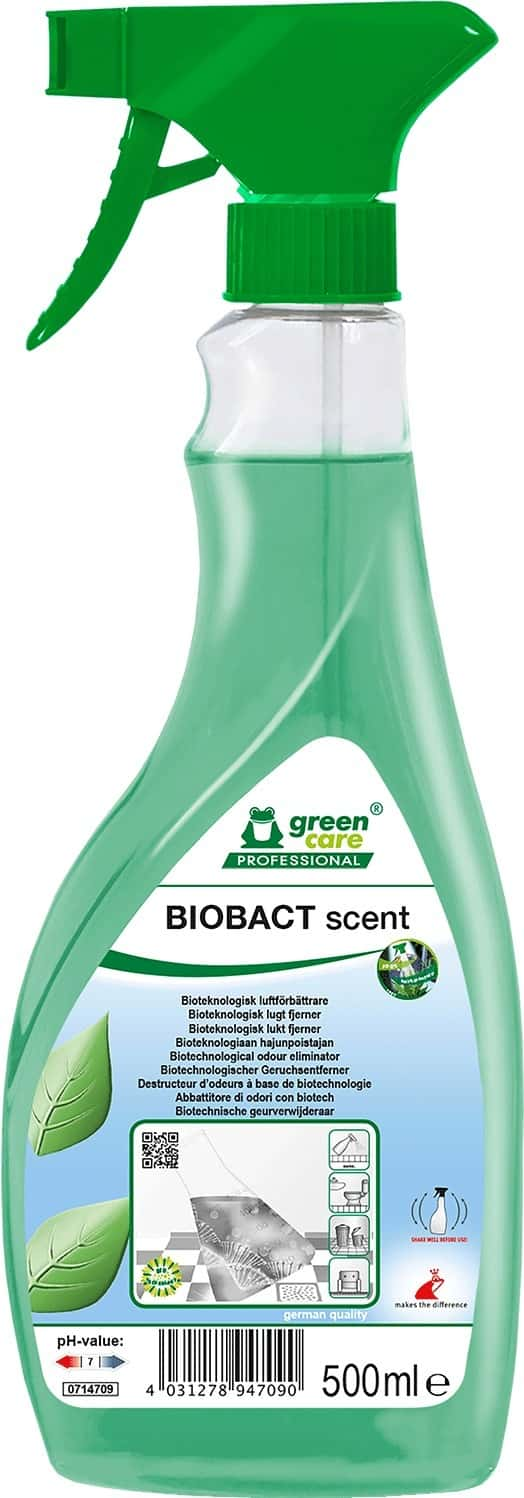 green
care
®
PROFESSIONAL
BIOBACT scent
Bioteknologisk luftförbättrare
Bioteknologisk lugt fjerner
Bioteknologisk lukt fjerner
Bioteknologiaan hajunpoistajan
Biotechnological odour eliminator
Biotechnologischer Geruchsentferner
Destructeur d'odeurs à base de biotechnologie
Abbattitore di odori con biotech
Biotechnische geurverwijderaar
SHAKE WELL BEFORE USE!
makes the difference
german quality
pH-value:
7
0714709
4 031278 947090
500ml e